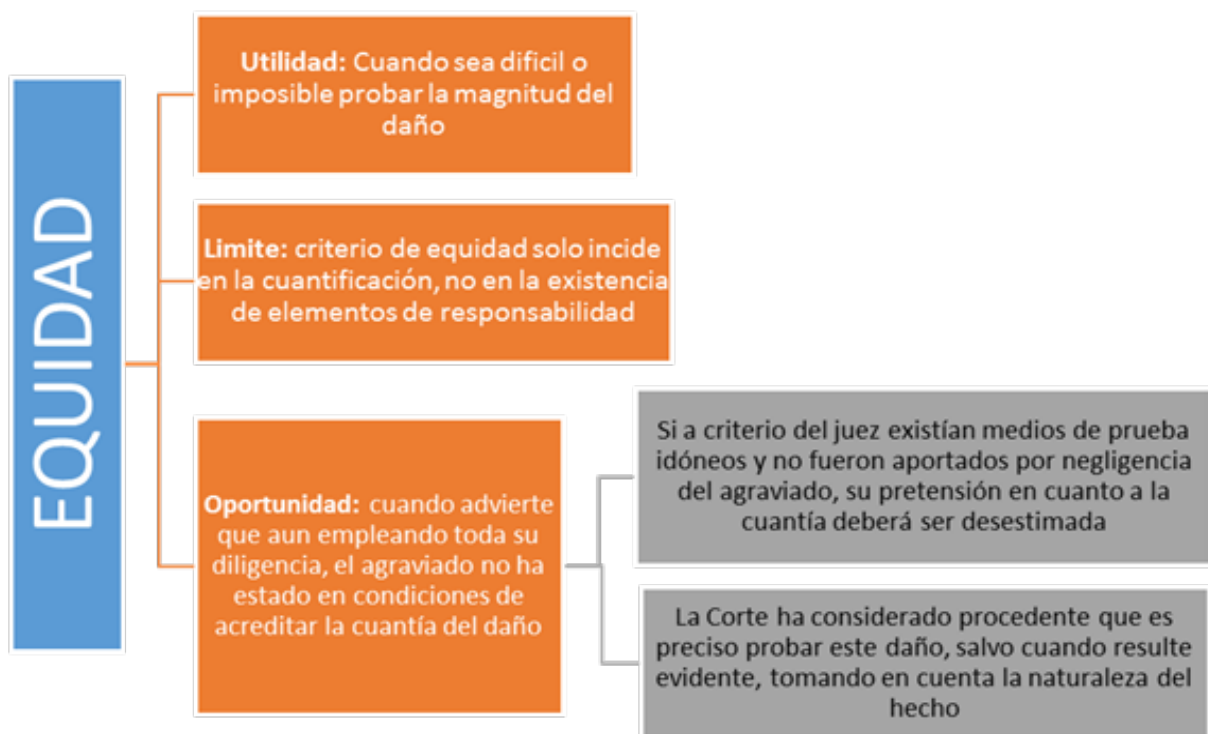 EQUIDAD
Utilidad: Cuando sea dificil o
imposible probar la magnitud del
daño
Limite: criterio de equidad solo incide
en la cuantificación, no en la existencia
de elementos de responsabilidad
Oportunidad: cuando advierte
que aun empleando toda su
diligencia, el agraviado no ha
estado en condiciones de
acreditar la cuantía del daño
Si a criterio del juez existían medios de prueba
idóneos y no fueron aportados por negligencia
del agraviado, su pretensión en cuanto a la
cuantía deberá ser desestimada
La Corte ha considerado procedente que es
preciso probar este daño, salvo cuando resulte
evidente, tomando en cuenta la naturaleza del
hecho